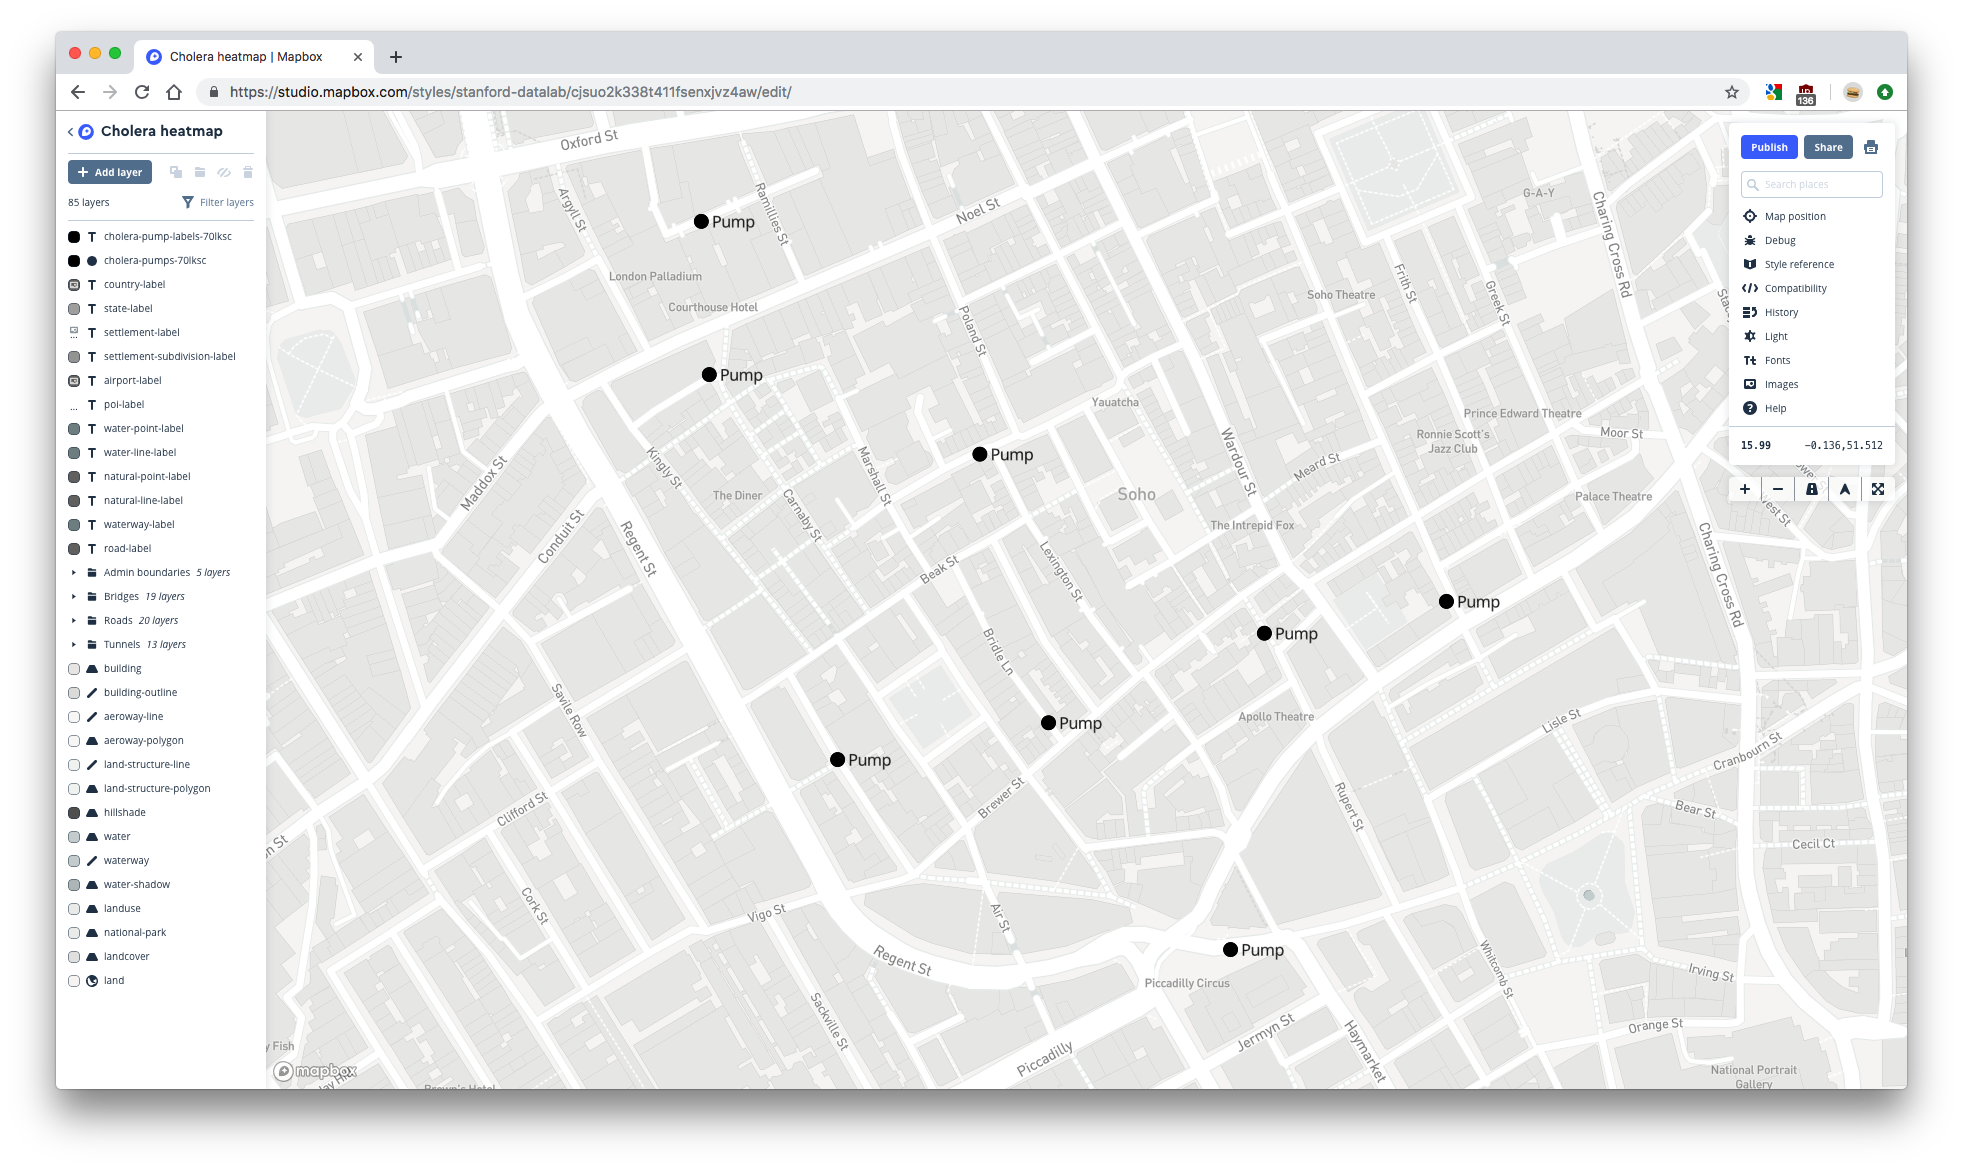 Cholera heatmap | Mapbox
https://studio.mapbox.com/styles/stanford-datalab/cjsuo2k338t411fsenxjvz4aw/edit/
136
Cholera heatmap
Add layer
85 layers
Filter layers
cholera-pump-labels-70lksc
cholera-pumps-70lksc
country-label
state-label
settlement-label
settlement-subdivision-label
airport-label
poi-label
water-point-label
water-line-label
natural-point-label
natural-line-label
waterway-label
road-label
Admin boundaries 5 layers
Bridges 19 layers
Roads 20 layers
Tunnels 13 layers
building
building-outline
aeroway-line
aeroway-polygon
land-structure-line
land-structure-polygon
hillshade
water
waterway
water-shadow
landuse
national-park
landcover
land
Oxford St
Argyll St
Ramillies St
Noel St
Pump
London Palladium
Courthouse Hotel
Poland St
Pump
G-A-Y
Charing Cross Rd
Soho Theatre
Frith St
Greek St
Yauatcha
Prince Edward Theatre
Ronnie Scott's
Jazz Club
Moor St
Maddox St
Kingly St
Marshall St
Pump
Wardour St
Meard St
The Diner
Carnaby St
Soho
Palace Theatre
Conduit St
Regent St
The Intrepid Fox
Charing Cross Rd
Beak St
Lexington St
Pump
Pump
Bridle Ln
Savile Row
Pump
Apollo Theatre
Lisle St
Cranbourn St
Pump
Clifford St
Brewer St
Rupert St
Bear St
Cecil Ct
Cork St
Vigo St
Air St
Regent St
Pump
Piccadilly Circus
Whitcomb St
Irving St
Sackville St
Piccadilly
Jermyn St
Haymarket
Orange St
National Portrait
Gallery
y Fish
mapbox
Brown's Hotel
Publish
Share
Search places
Map position
Debug
Style reference
Compatibility
History
Light
Fonts
Images
Help
15.99
-0.136,51.512